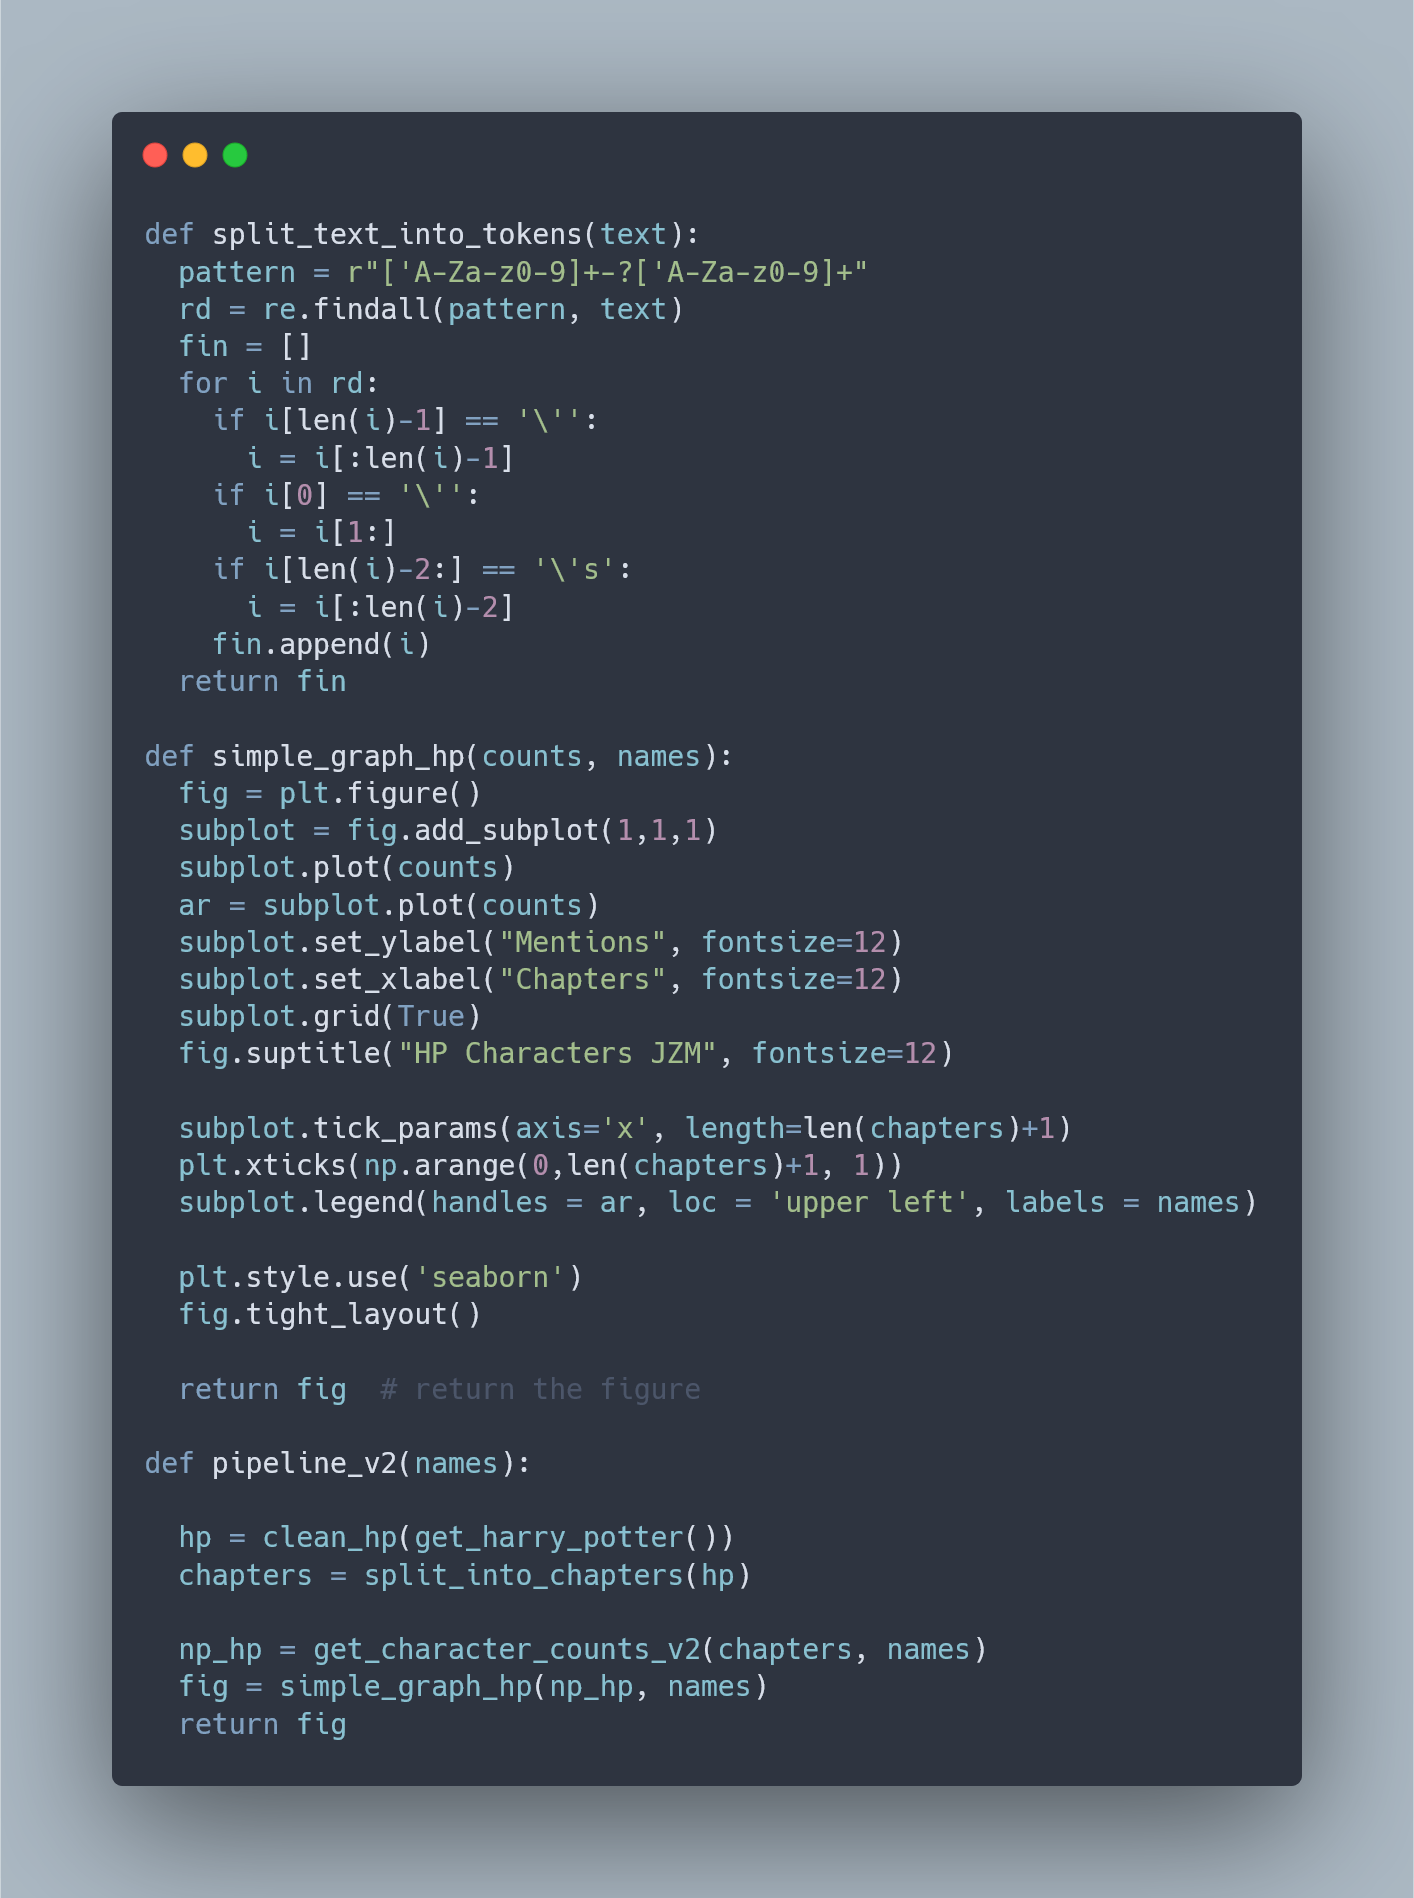 def split_text_into_tokens(text):
  pattern = r"['A-Za-z0-9]+-?['A-Za-z0-9]+"
  rd = re.findall(pattern, text)
  fin = []
  for i in rd:
    if i[len(i)-1] == '\'':
      i = i[:len(i)-1]
    if i[0] == '\'':
      i = i[1:]
    if i[len(i)-2:] == '\'s':
      i = i[:len(i)-2]
    fin.append(i)
  return fin

def simple_graph_hp(counts, names):
  fig = plt.figure()
  subplot = fig.add_subplot(1,1,1)
  subplot.plot(counts)
  ar = subplot.plot(counts)
  subplot.set_ylabel("Mentions", fontsize=12)
  subplot.set_xlabel("Chapters", fontsize=12)
  subplot.grid(True)
  fig.suptitle("HP Characters JZM", fontsize=12)

  subplot.tick_params(axis='x', length=len(chapters)+1)
  plt.xticks(np.arange(0,len(chapters)+1, 1))
  subplot.legend(handles = ar, loc = 'upper left', labels = names)

  plt.style.use('seaborn')
  fig.tight_layout()

  return fig  # return the figure

def pipeline_v2(names):

  hp = clean_hp(get_harry_potter())
  chapters = split_into_chapters(hp)

  np_hp = get_character_counts_v2(chapters, names)
  fig = simple_graph_hp(np_hp, names)
  return fig